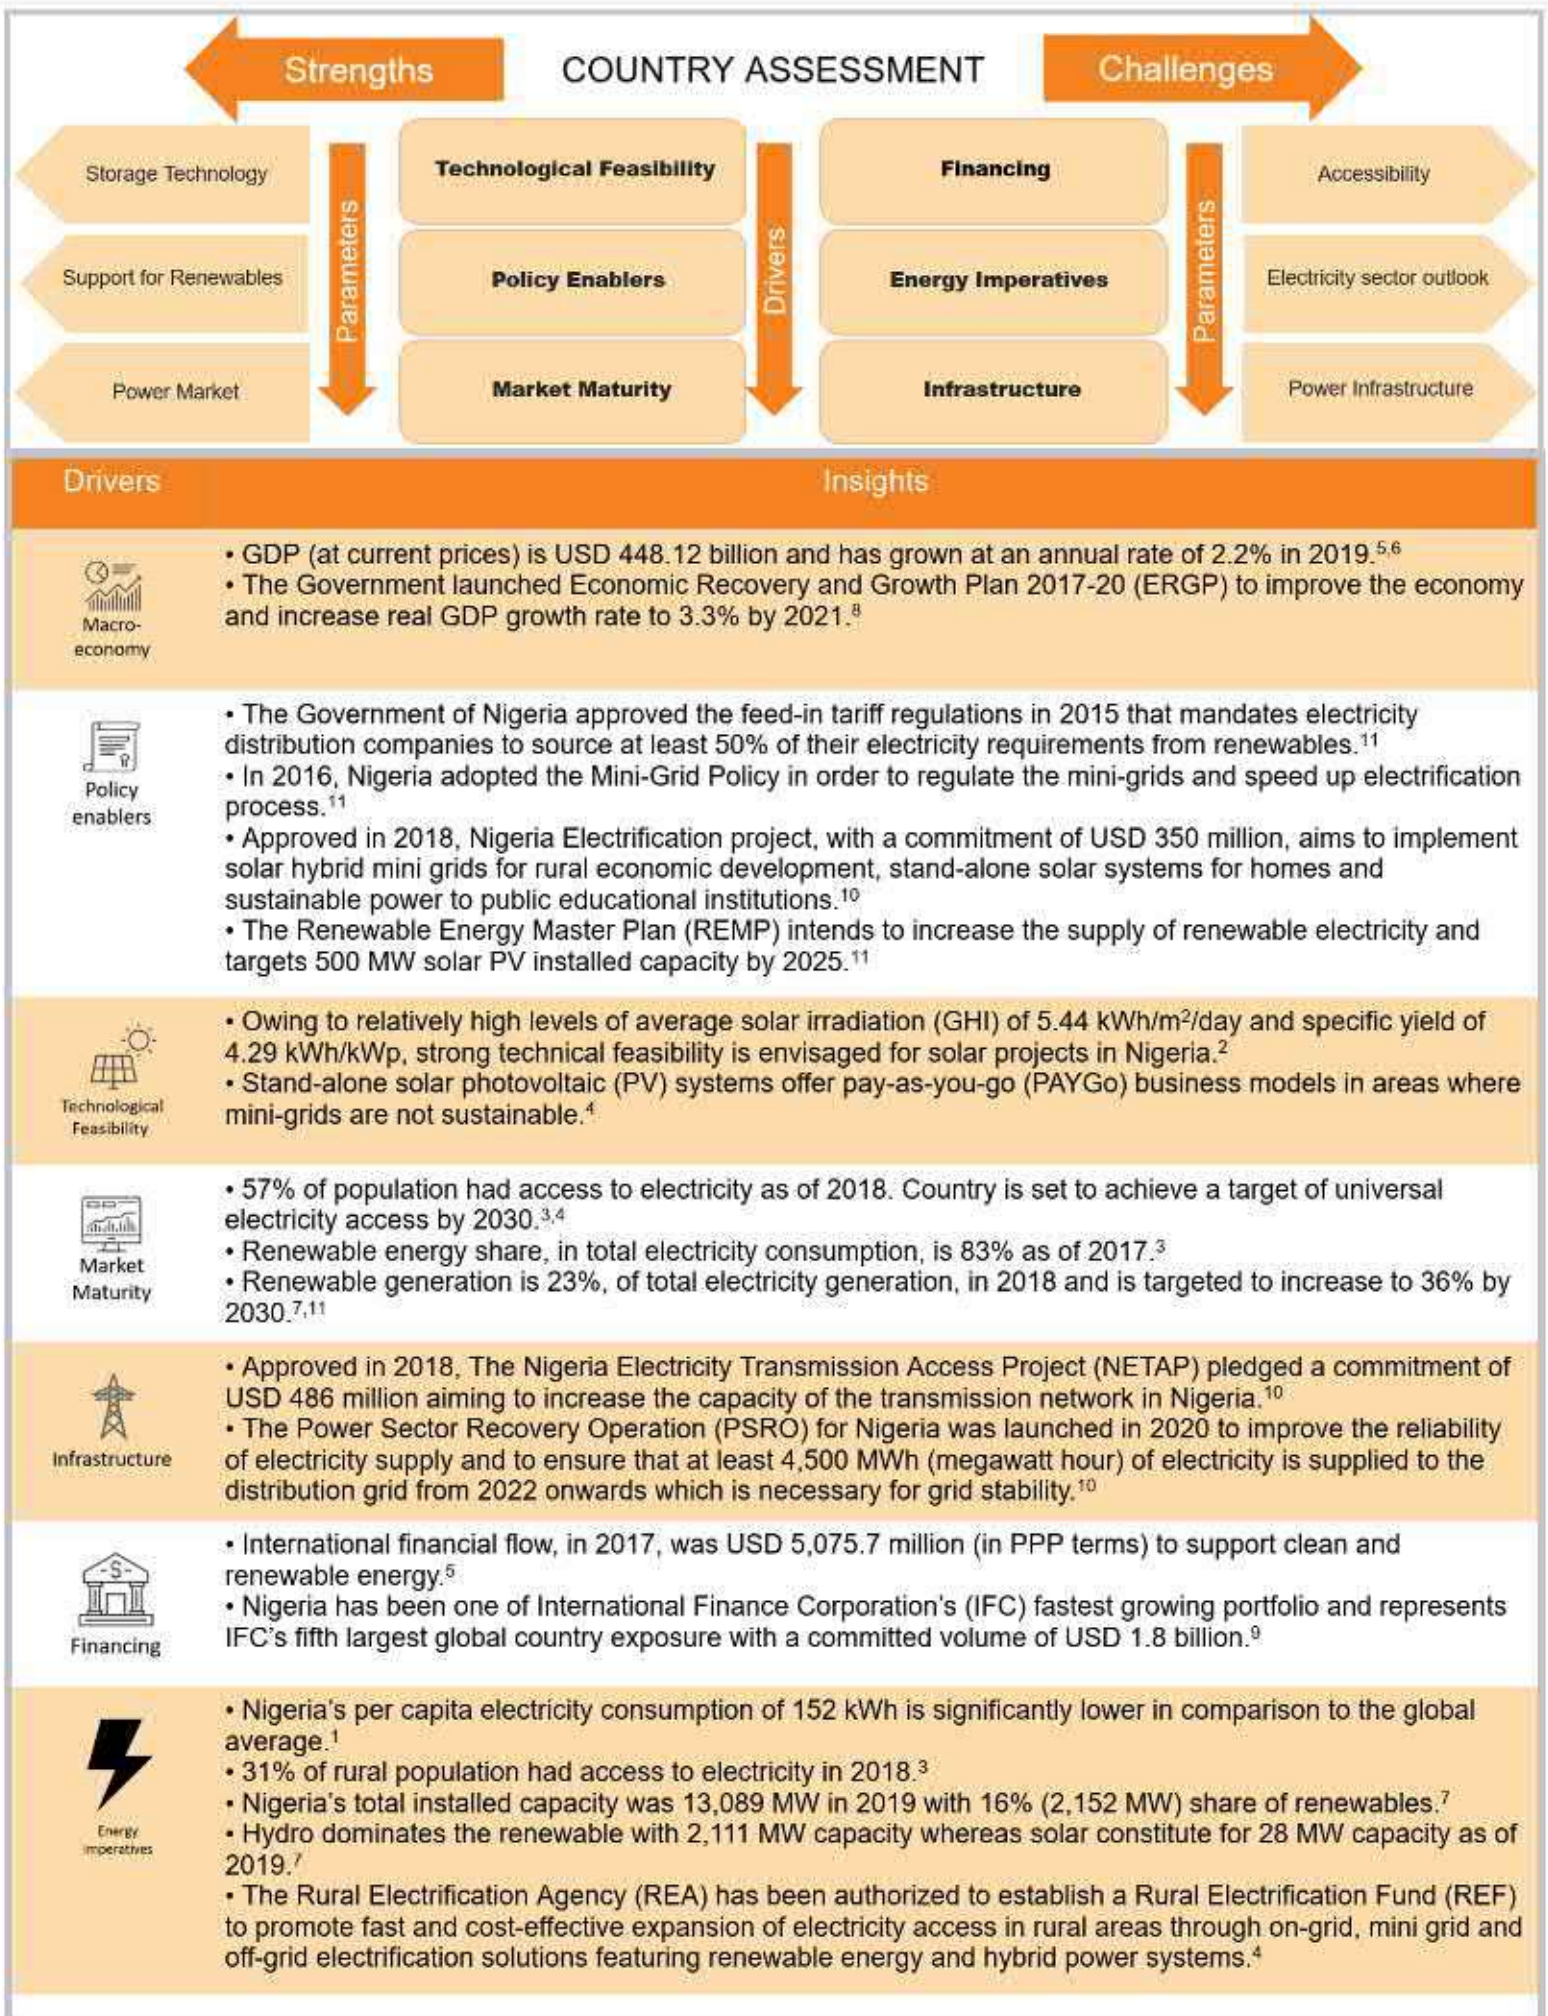 Strengths
COUNTRY ASSESSMENT
Challenges
Storage Technology
Technological Feasibility
Financing
Accessibility
Support for Renewables
Parameters
Policy Enablers
Drivers
Energy Imperatives
Parameters
Electricity sector outlook
Power Market
Market Maturity
Infrastructure
Power Infrastructure
Drivers
Insights
Macro-
economy
• GDP (at current prices) is USD 448.12 billion and has grown at an annual rate of 2.2% in 2019.⁵,⁶
• The Government launched Economic Recovery and Growth Plan 2017-20 (ERGP) to improve the economy
and increase real GDP growth rate to 3.3% by 2021.⁸
Policy
enablers
• The Government of Nigeria approved the feed-in tariff regulations in 2015 that mandates electricity
distribution companies to source at least 50% of their electricity requirements from renewables.¹¹
• In 2016, Nigeria adopted the Mini-Grid Policy in order to regulate the mini-grids and speed up electrification
process.¹¹
• Approved in 2018, Nigeria Electrification project, with a commitment of USD 350 million, aims to implement
solar hybrid mini grids for rural economic development, stand-alone solar systems for homes and
sustainable power to public educational institutions.¹⁰
• The Renewable Energy Master Plan (REMP) intends to increase the supply of renewable electricity and
targets 500 MW solar PV installed capacity by 2025.¹¹
Technological
Feasibility
• Owing to relatively high levels of average solar irradiation (GHI) of 5.44 kWh/m²/day and specific yield of
4.29 kWh/kWp, strong technical feasibility is envisaged for solar projects in Nigeria.²
• Stand-alone solar photovoltaic (PV) systems offer pay-as-you-go (PAYGo) business models in areas where
mini-grids are not sustainable.⁴
Market
Maturity
• 57% of population had access to electricity as of 2018. Country is set to achieve a target of universal
electricity access by 2030.³,⁴
• Renewable energy share, in total electricity consumption, is 83% as of 2017.³
• Renewable generation is 23%, of total electricity generation, in 2018 and is targeted to increase to 36% by
2030.⁷,¹¹
Infrastructure
• Approved in 2018, The Nigeria Electricity Transmission Access Project (NETAP) pledged a commitment of
USD 486 million aiming to increase the capacity of the transmission network in Nigeria.¹⁰
• The Power Sector Recovery Operation (PSRO) for Nigeria was launched in 2020 to improve the reliability
of electricity supply and to ensure that at least 4,500 MWh (megawatt hour) of electricity is supplied to the
distribution grid from 2022 onwards which is necessary for grid stability.¹⁰
-$-
Financing
• International financial flow, in 2017, was USD 5,075.7 million (in PPP terms) to support clean and
renewable energy.⁵
• Nigeria has been one of International Finance Corporation's (IFC) fastest growing portfolio and represents
IFC's fifth largest global country exposure with a committed volume of USD 1.8 billion.⁹
Energy
imperatives
• Nigeria's per capita electricity consumption of 152 kWh is significantly lower in comparison to the global
average.¹
• 31% of rural population had access to electricity in 2018.³
• Nigeria's total installed capacity was 13,089 MW in 2019 with 16% (2,152 MW) share of renewables.⁷
• Hydro dominates the renewable with 2,111 MW capacity whereas solar constitute for 28 MW capacity as of
2019.⁷
• The Rural Electrification Agency (REA) has been authorized to establish a Rural Electrification Fund (REF)
to promote fast and cost-effective expansion of electricity access in rural areas through on-grid, mini grid and
off-grid electrification solutions featuring renewable energy and hybrid power systems.⁴